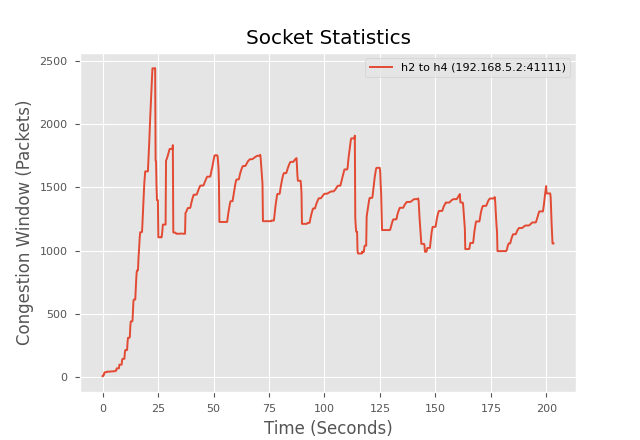 Socket Statistics
h2 to h4 (192.168.5.2:41111)
Congestion Window (Packets)
2500
2000
1500
1000
500
0
0 25 50 75 100 125 150 175 200
Time (Seconds)